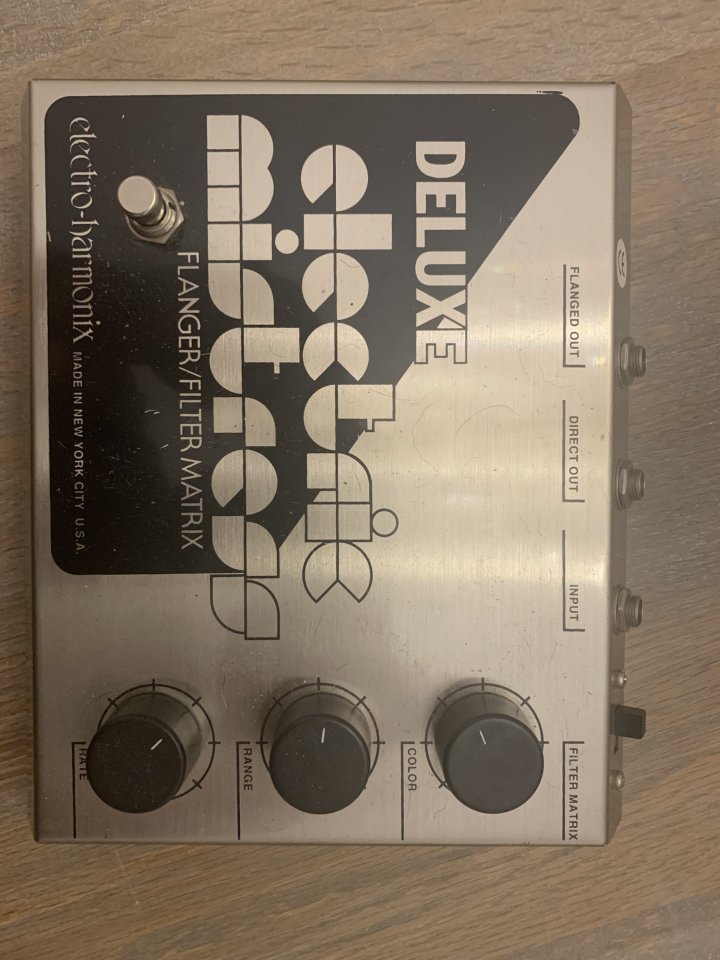 FLANGED OUT
DIRECT OUT
INPUT
FILTER MATRIX
DELUXE
electric
mistress
FLANGER/FILTER MATRIX
COLOR
RANGE
RATE
electro-harmonix MADE IN NEW YORK CITY U.S.A.